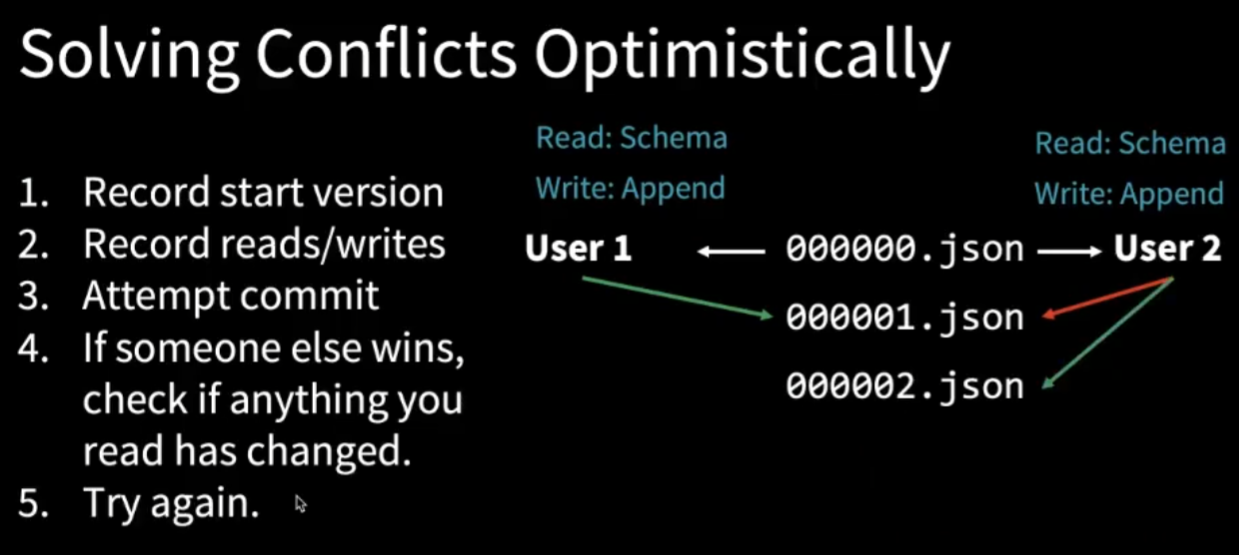 Solving Conflicts Optimistically
1. Record start version
2. Record reads/writes
3. Attempt commit
4. If someone else wins,
check if anything you
read has changed.
5. Try again.
Read: Schema
Write: Append
User 1
000000.json
000001.json
000002.json
Read: Schema
Write: Append
User 2